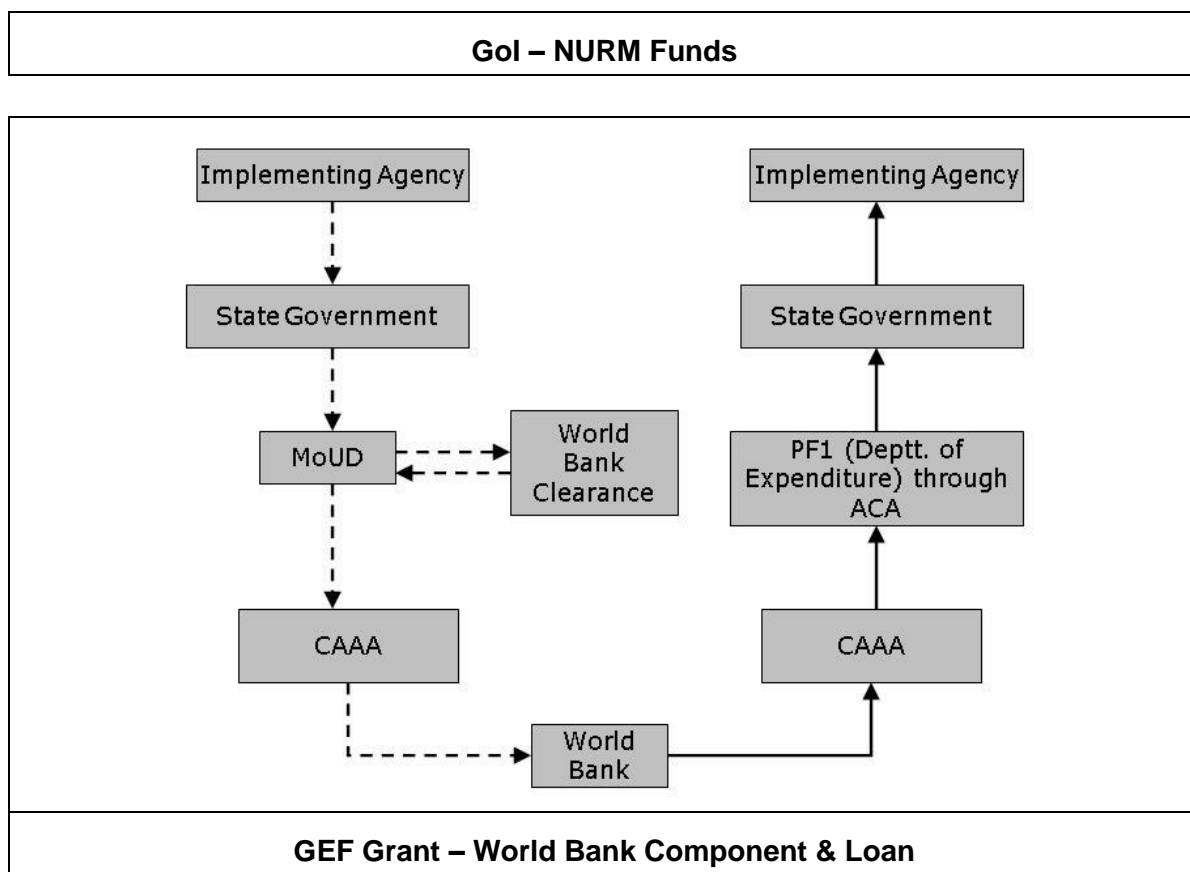 GoI – NURM Funds
Implementing Agency
State Government
MoUD
World
Bank
Clearance
CAAA
World
Bank
Implementing Agency
State Government
PF1 (Deptt. of
Expenditure) through
ACA
CAAA
GEF Grant – World Bank Component & Loan